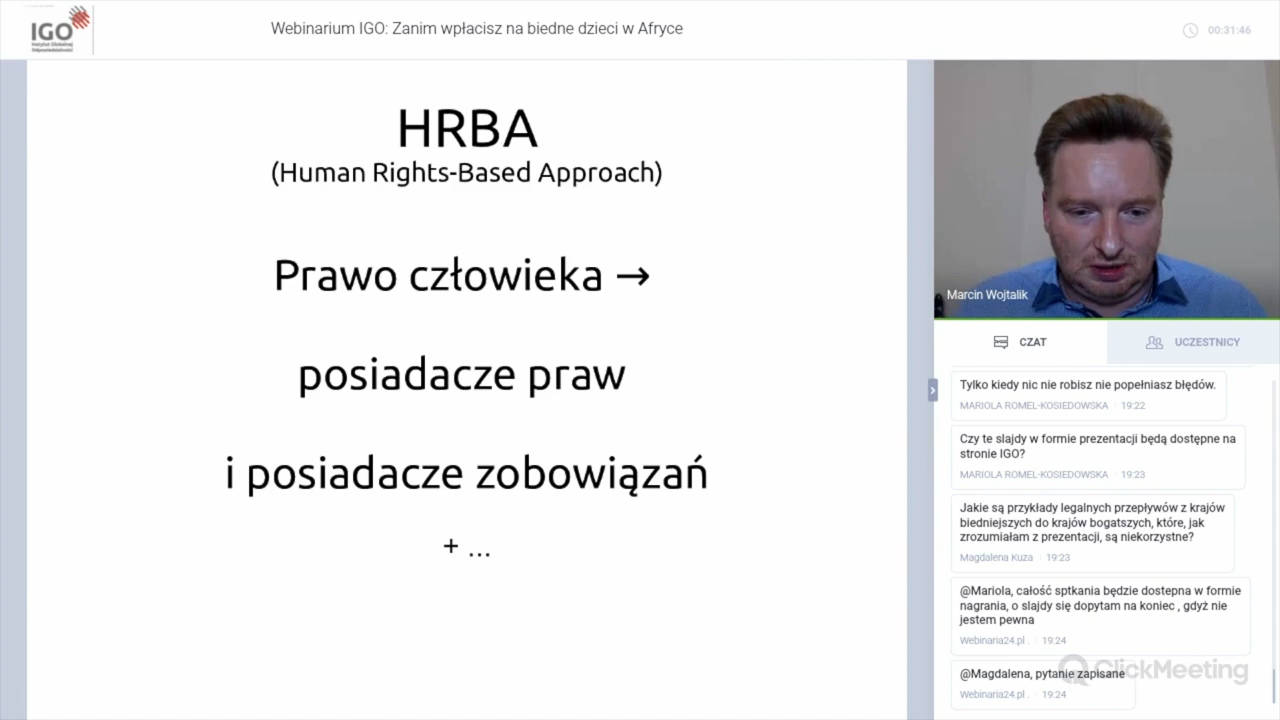 IGO
Instytut Globalnej
Odpowiedzialności
Webinarium IGO: Zanim wpłacisz na biedne dzieci w Afryce
00:31:46
HRBA
(Human Rights-Based Approach)
Prawo człowieka →
posiadacze praw
i posiadacze zobowiązań
+ ...
Marcin Wojtalik
CZAT
UCZESTNICY
Tylko kiedy nic nie robisz nie popełniasz błędów.
MARIOLA ROMEL-KOSIEDOWSKA · 19:22
Czy te slajdy w formie prezentacji będą dostępne na
stronie IGO?
MARIOLA ROMEL-KOSIEDOWSKA · 19:23
Jakie są przykłady legalnych przepływów z krajów
biedniejszych do krajów bogatszych, które, jak
zrozumiałam z prezentacji, są niekorzystne?
Magdalena Kuza · 19:23
@Mariola, całość sptkania będzie dostepna w formie
nagrania, o slajdy się dopytam na koniec , gdyż nie
jestem pewna
Webinaria24.pl . · 19:24
@Magdalena, pytanie zapisane
Webinaria24.pl . · 19:24
ClickMeeting